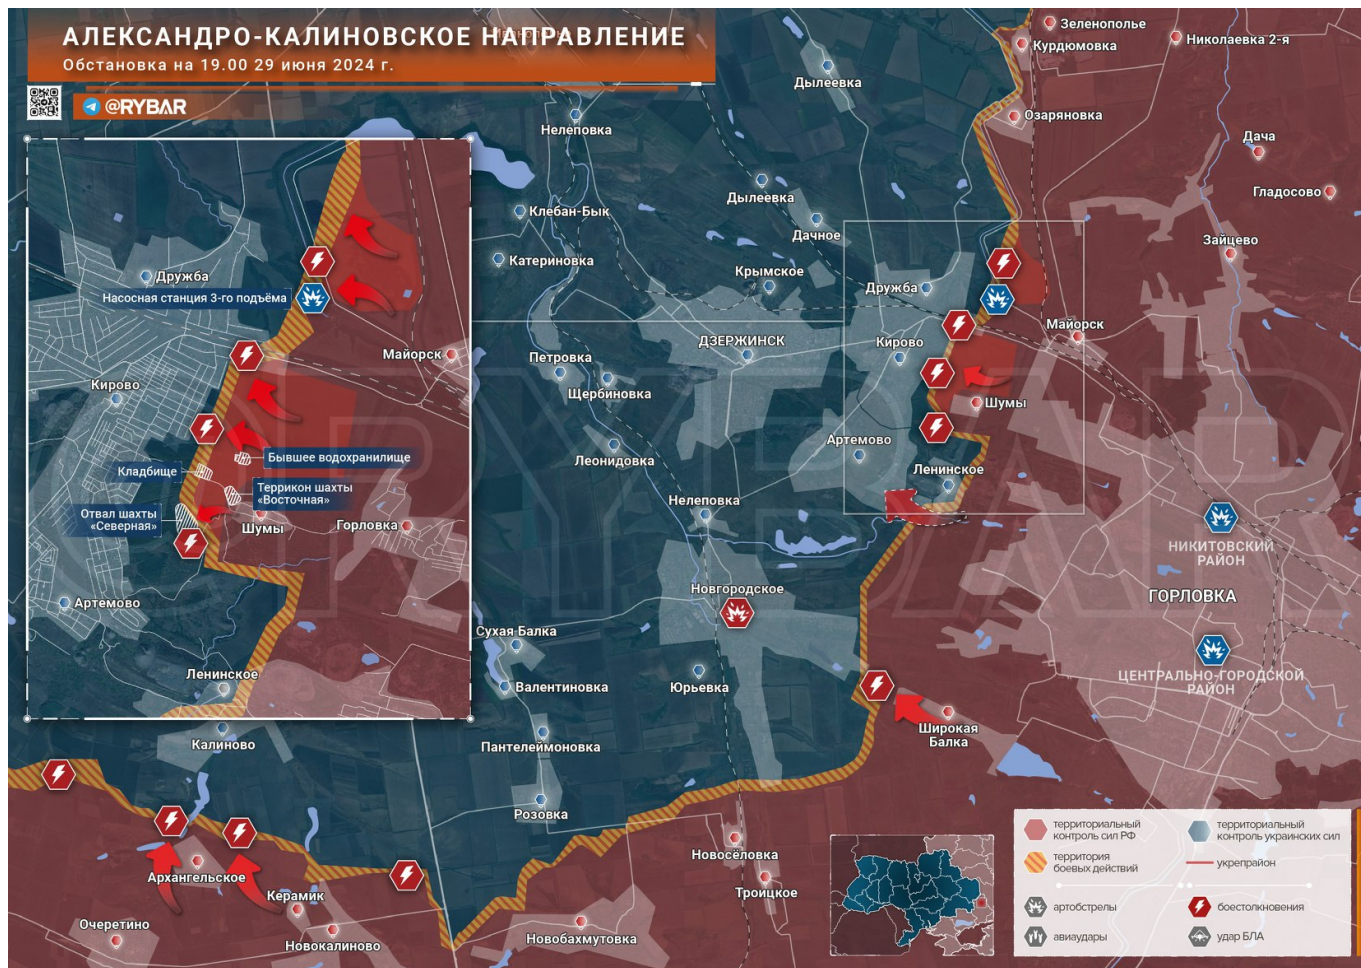 АЛЕКСАНДРО-КАЛИНОВСКОЕ НАПРАВЛЕНИЕ
Обстановка на 19.00 29 июня 2024 г.
@RYBAR
Зеленополье
Курдюмовка
Николаевка 2-я
Дылеевка
Озаряновка
Нелеповка
Дача
Дылеевка
Гладосово
Клебан-Бык
Дачное
Зайцево
Катериновка
Крымское
Дружба
Майорск
ДЗЕРЖИНСК
Кирово
Петровка
Щербиновка
Шумы
Артемово
Леонидовка
Ленинское
Нелеповка
НИКИТОВСКИЙ
РАЙОН
Новгородское
ГОРЛОВКА
Сухая Балка
ЦЕНТРАЛЬНО-ГОРОДСКОЙ
РАЙОН
Валентиновка
Юрьевка
Широкая
Балка
Пантелеймоновка
Калиново
Розовка
Новосёловка
Архангельское
Троицкое
Керамик
Очеретино
Новокалиново
Новобахмутовка
Дружба
Насосная станция 3-го подъёма
Майорск
Кирово
Бывшее водохранилище
Кладбище
Террикон шахты
«Восточная»
Отвал шахты
«Северная»
Шумы
Горловка
Артемово
Ленинское
территориальный
контроль сил РФ
территориальный
контроль украинских сил
территория
боевых действий
укрепрайон
артобстрелы
боестолкновения
авиаудары
удар БЛА
@RYBAR